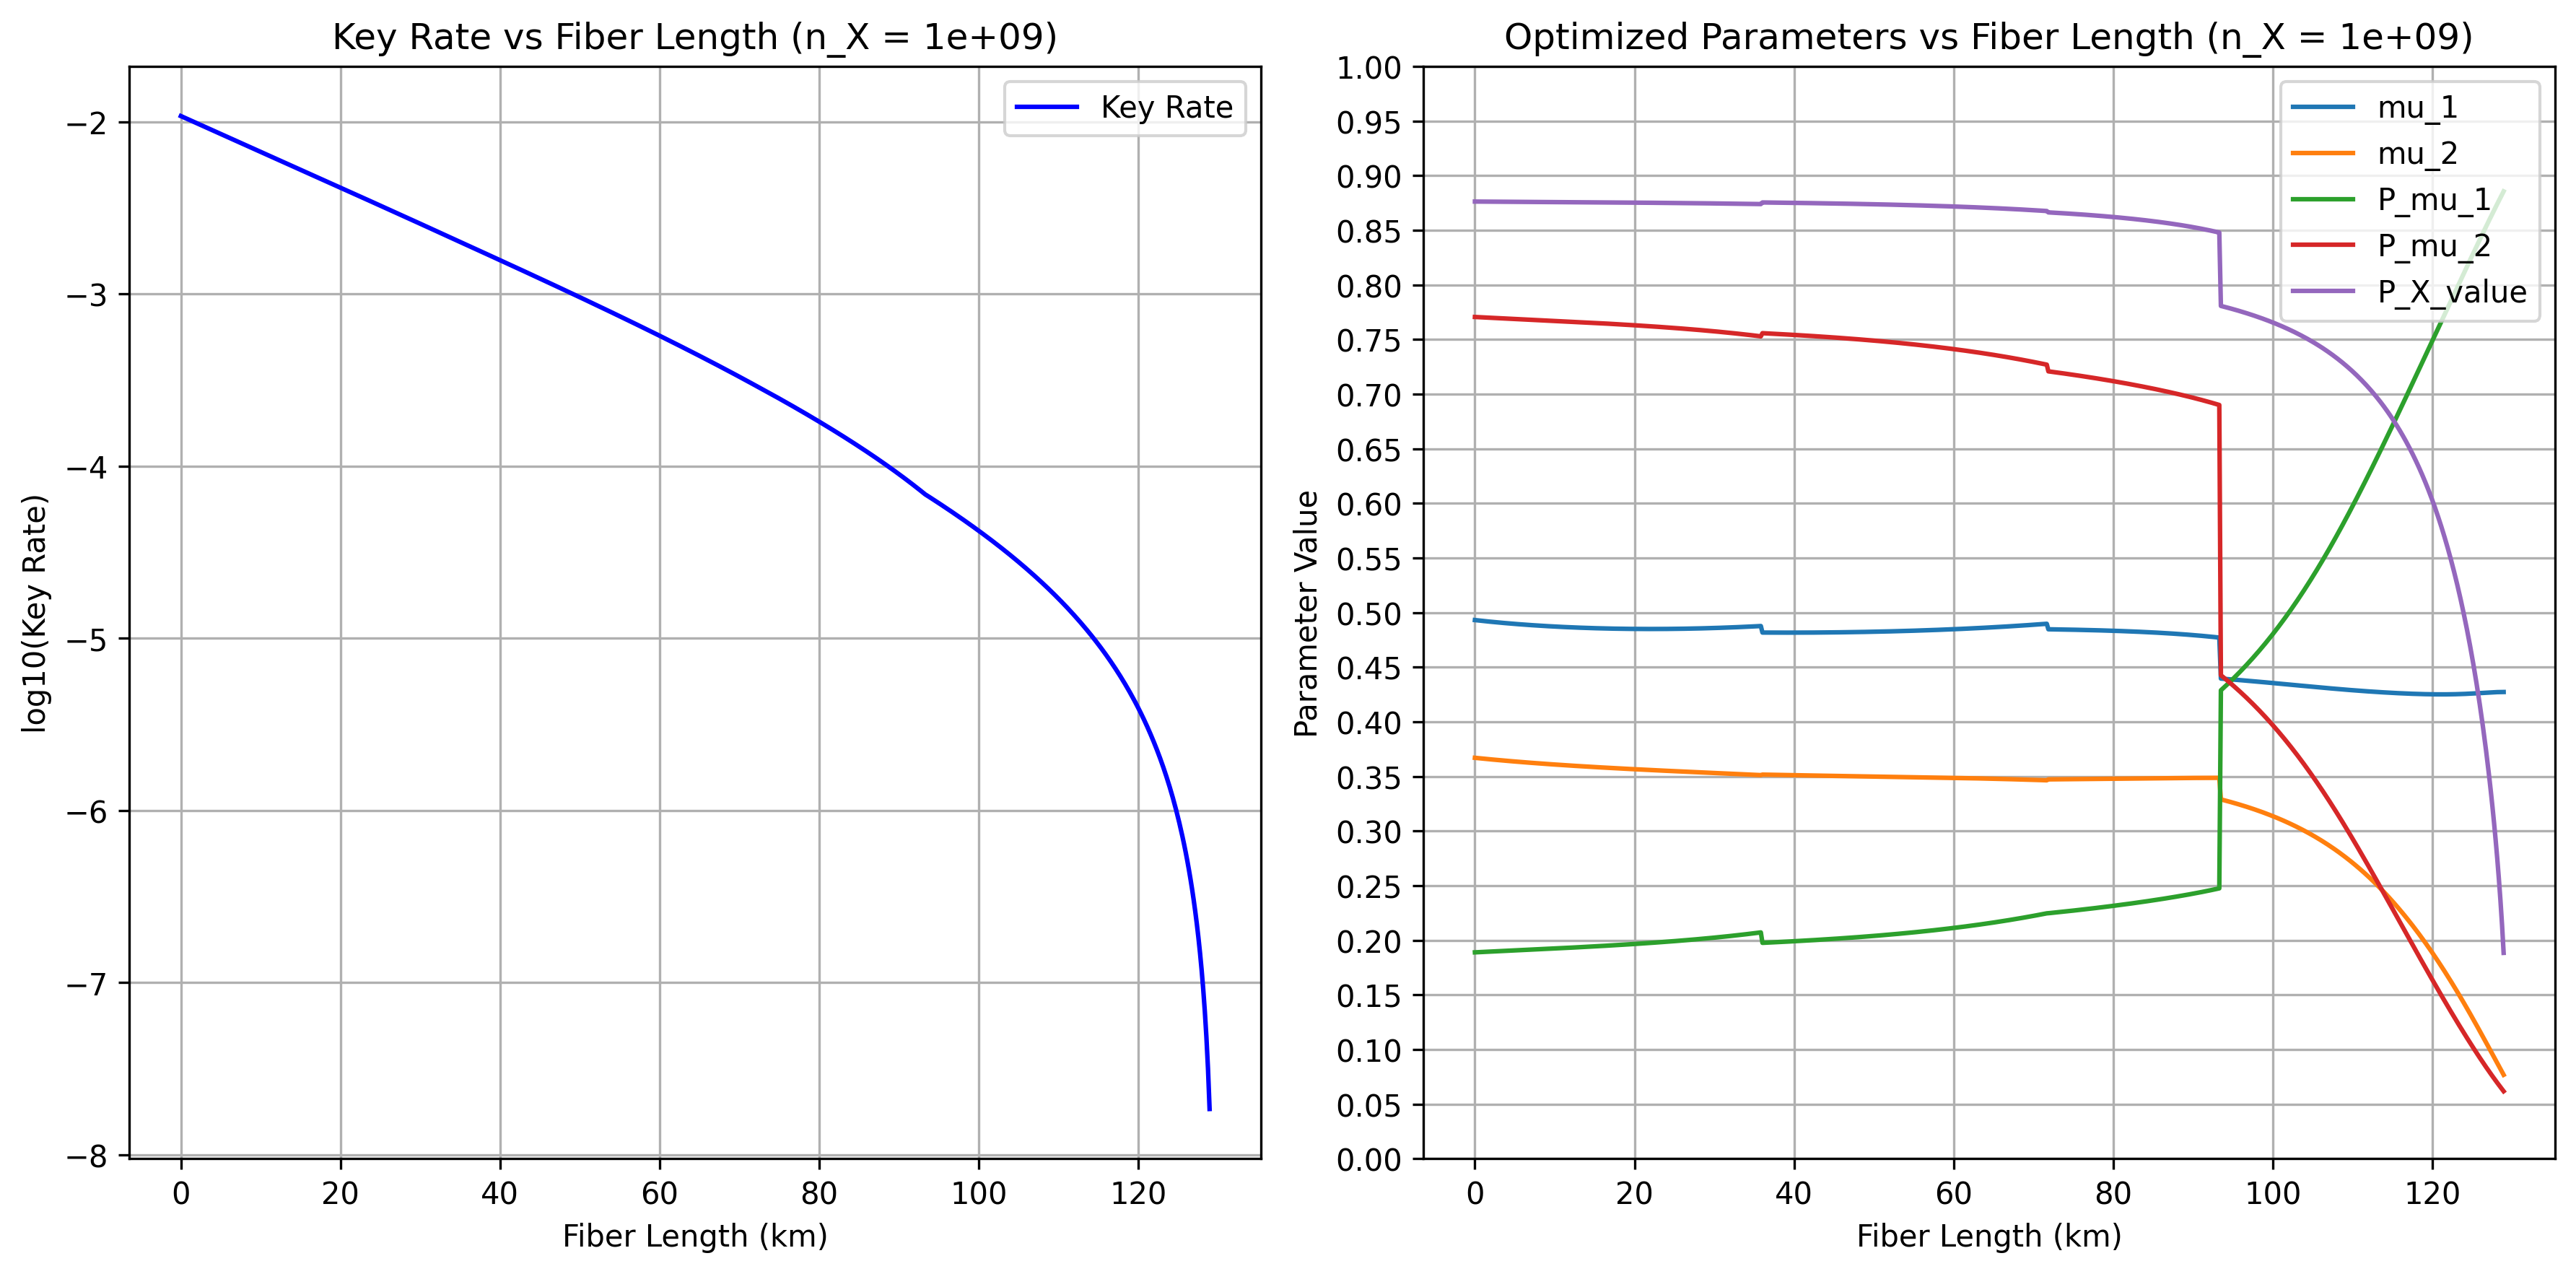 Key Rate vs Fiber Length (n_X = 1e+09)
Key Rate
−2
−3
−4
−5
−6
−7
−8
log10(Key Rate)
0 20 40 60 80 100 120
Fiber Length (km)
Optimized Parameters vs Fiber Length (n_X = 1e+09)
mu_1
mu_2
P_mu_1
P_mu_2
P_X_value
1.00
0.95
0.90
0.85
0.80
0.75
0.70
0.65
0.60
0.55
0.50
0.45
0.40
0.35
0.30
0.25
0.20
0.15
0.10
0.05
0.00
Parameter Value
0 20 40 60 80 100 120
Fiber Length (km)